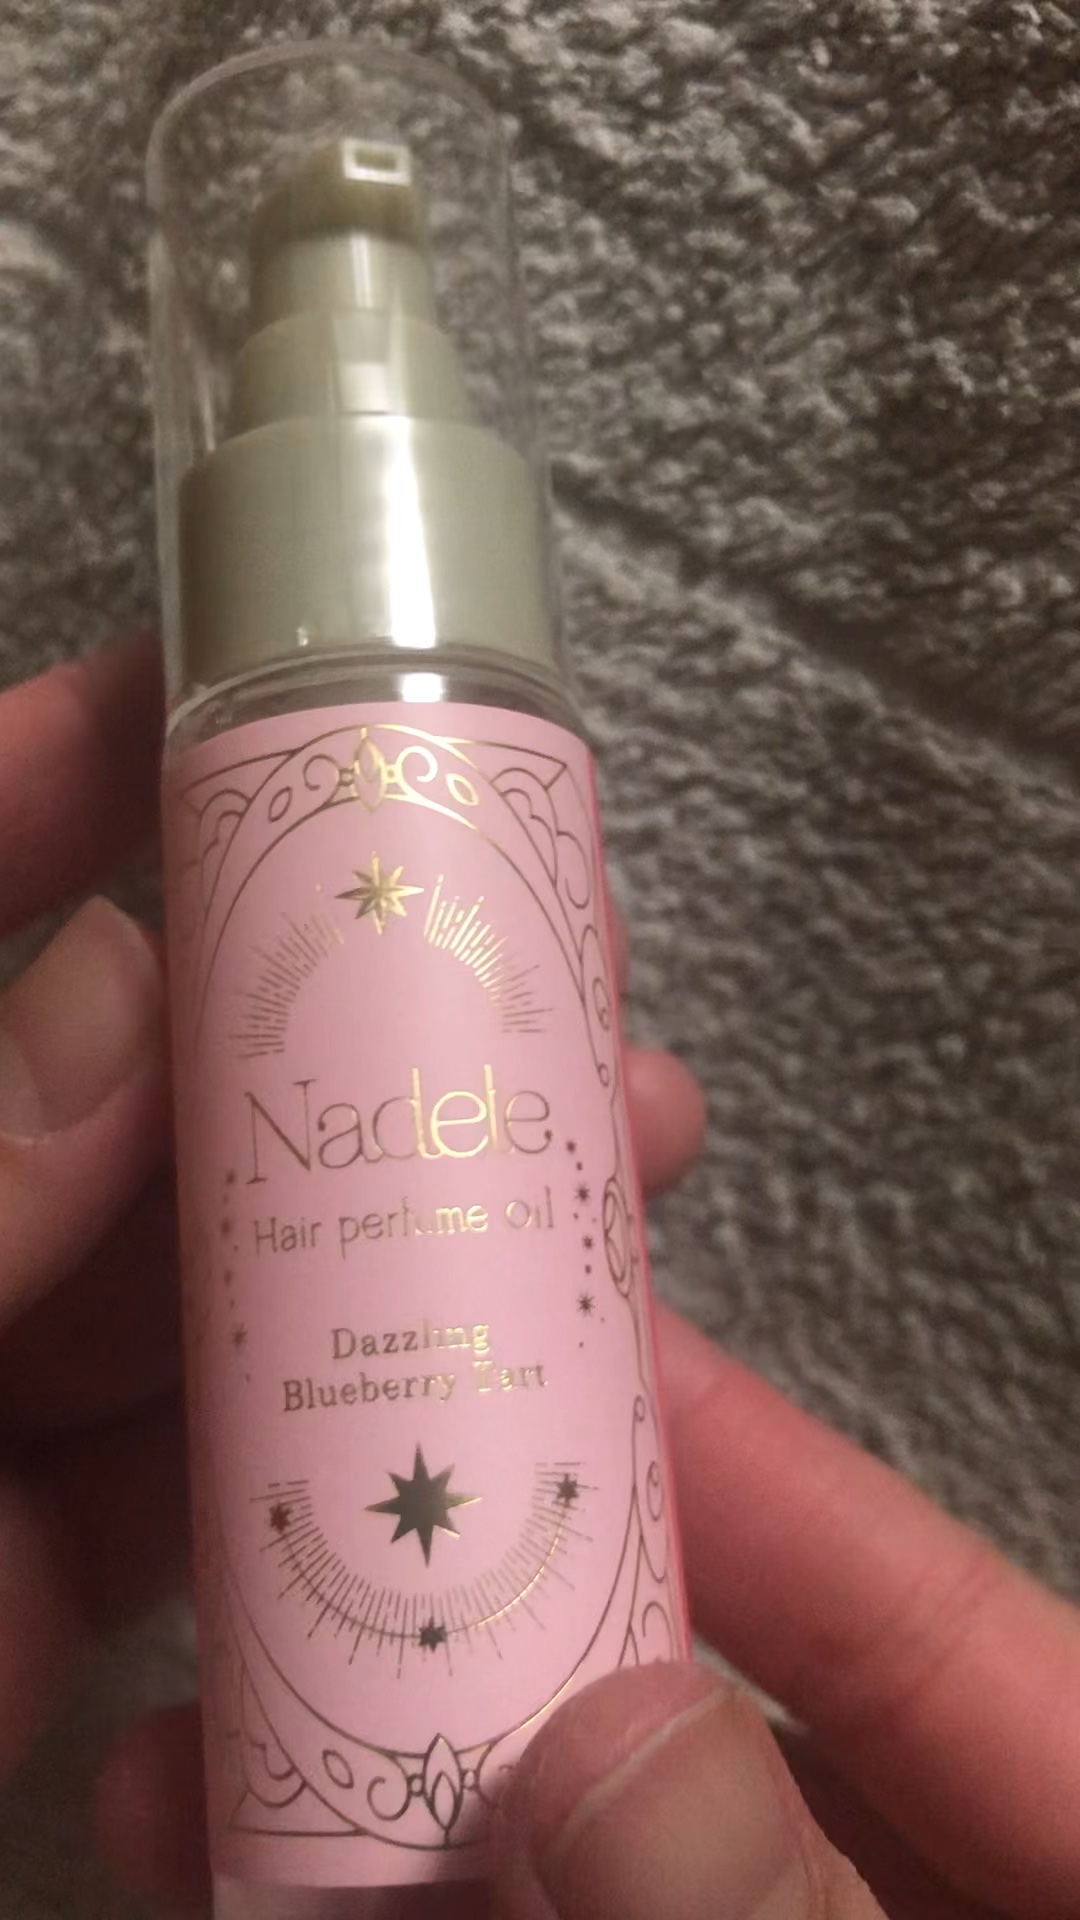 Nadele
Hair perfume oil
Dazzling
Blueberry Tart